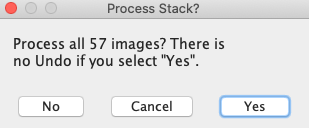 Process Stack?
Process all 57 images? There is
no Undo if you select "Yes".
No Cancel Yes